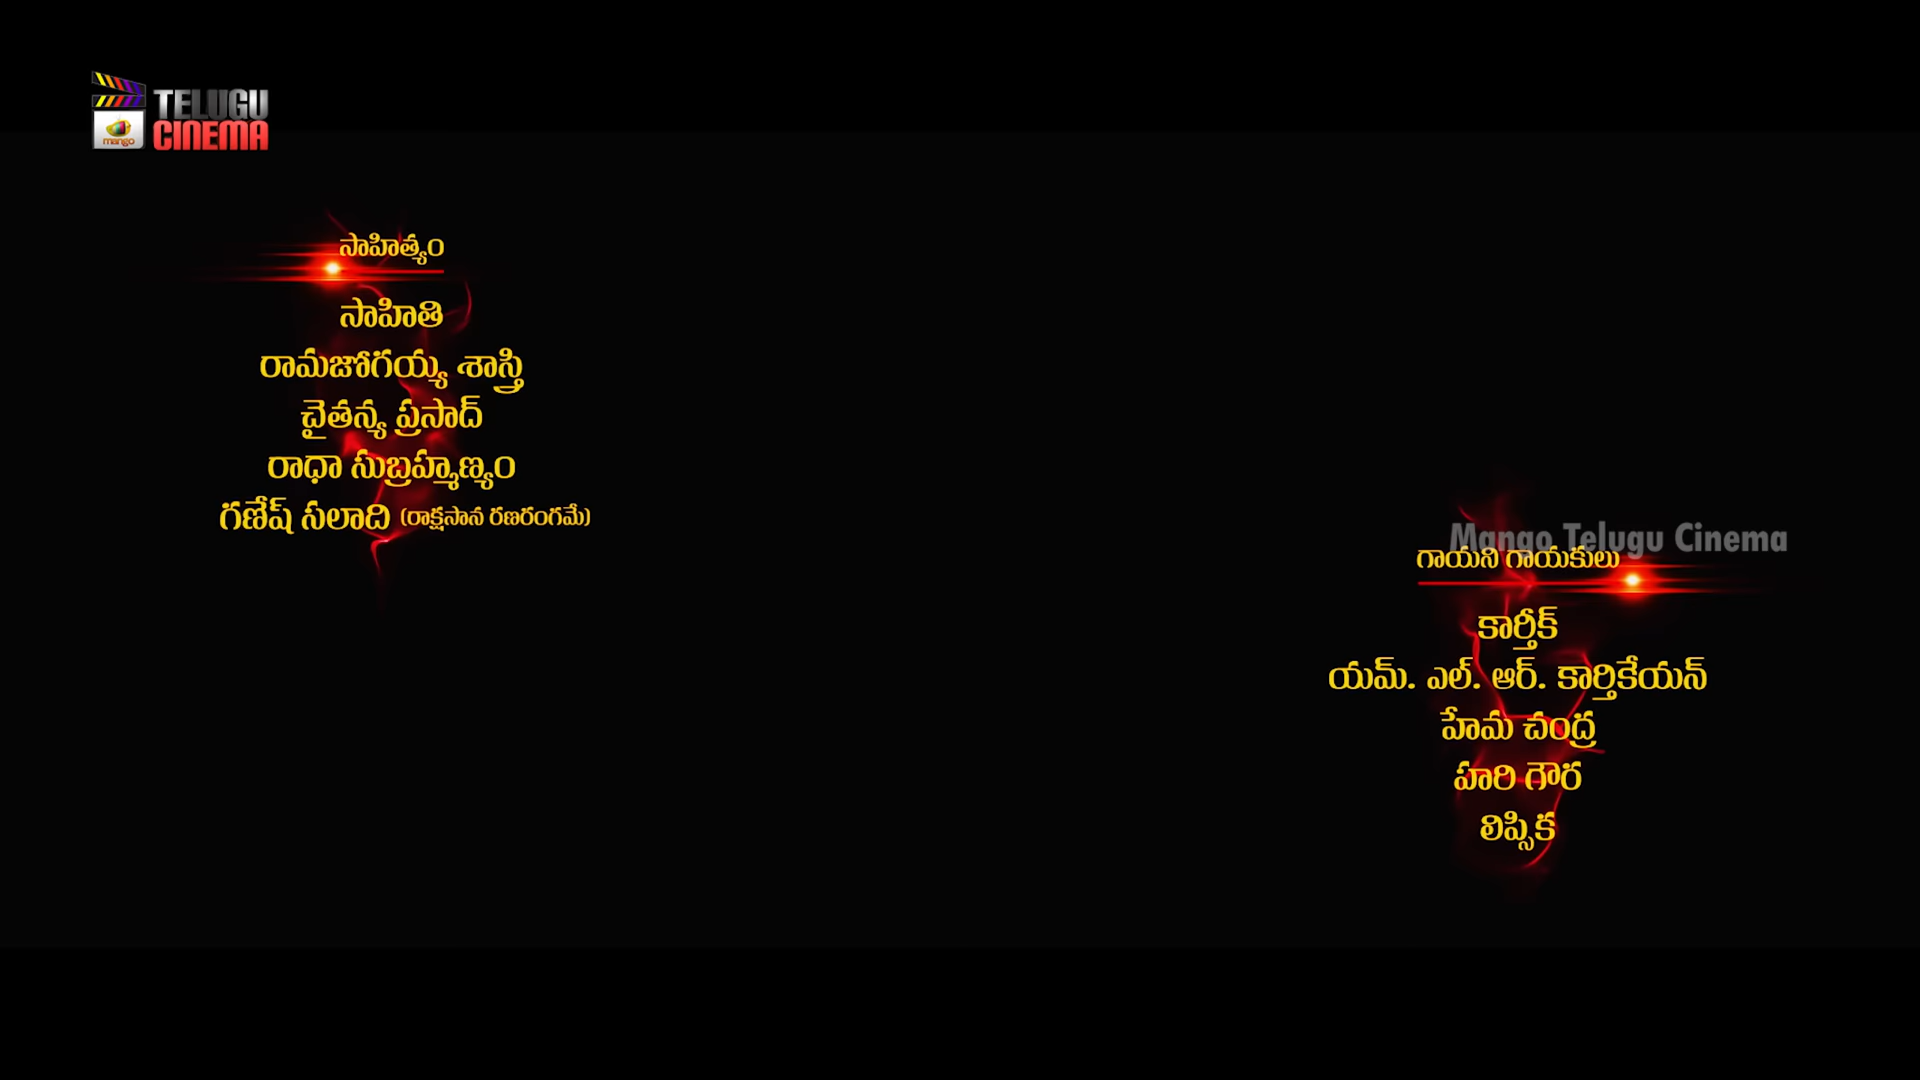 TELUGU
CINEMA
mango
సాహిత్యం
సాహితి
రామజోగయ్య శాస్త్రి
చైతన్య ప్రసాద్
రాధా సుబ్రహ్మణ్యం
గణేష్ సలాది (రాక్షసాన రణరంగమే)
Mango Telugu Cinema
గాయని గాయకులు
కార్తీక్
యమ్. ఎల్. ఆర్. కార్తికేయన్
హేమ చంద్ర
హరి గౌర
లిప్సిక